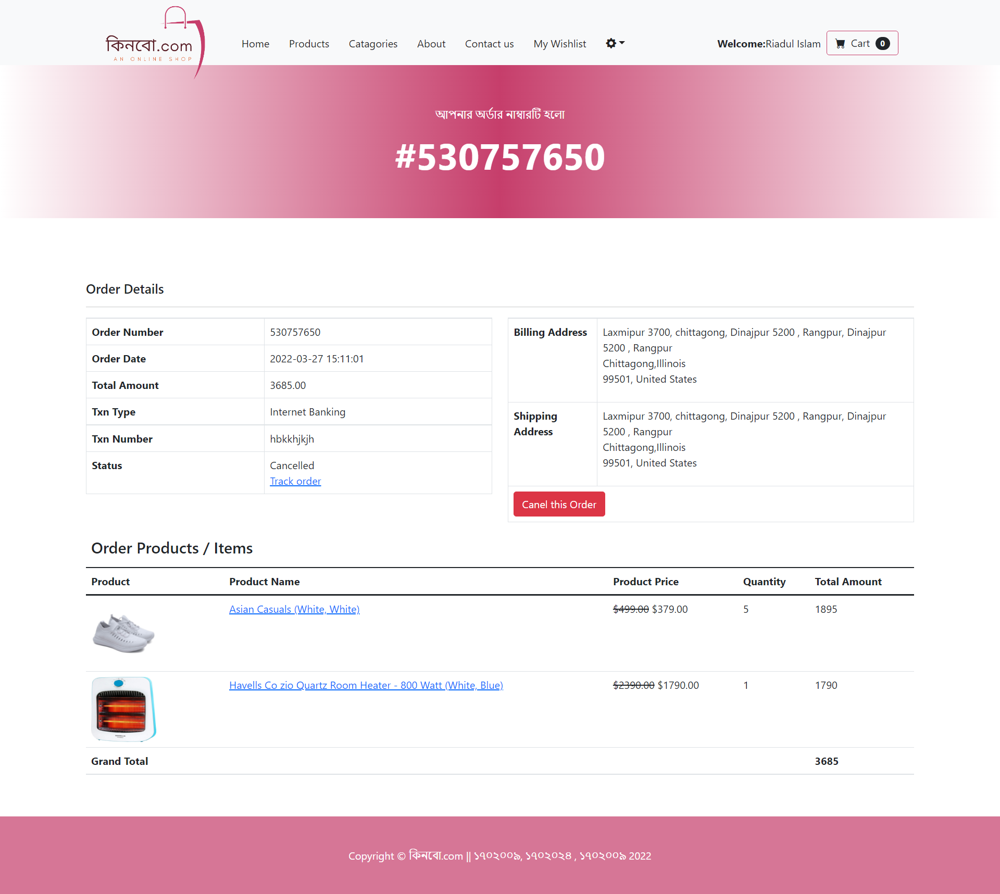 কিনবো.com
AN ONLINE SHOP
Home Products Catagories About Contact us My Wishlist Welcome:Riadul Islam Cart 0
আপনার অর্ডার নাম্বারটি হলো
#530757650
Order Details
Order Number 530757650
Order Date 2022-03-27 15:11:01
Total Amount 3685.00
Txn Type Internet Banking
Txn Number hbkkhjkjh
Status Cancelled
Track order
Billing Address Laxmipur 3700, chittagong, Dinajpur 5200 , Rangpur, Dinajpur
5200 , Rangpur
Chittagong,Illinois
99501, United States
Shipping Laxmipur 3700, chittagong, Dinajpur 5200 , Rangpur, Dinajpur
Address 5200 , Rangpur
Chittagong,Illinois
99501, United States
Canel this Order
Order Products / Items
Product Product Name Product Price Quantity Total Amount
Asian Casuals (White, White) $499.00 $379.00 5 1895
Havells Co zio Quartz Room Heater - 800 Watt (White, Blue) $2390.00 $1790.00 1 1790
Grand Total 3685
Copyright © কিনবো.com || ১৭০২০০৯, ১৭০২০২৪ , ১৭০২০০৯ 2022